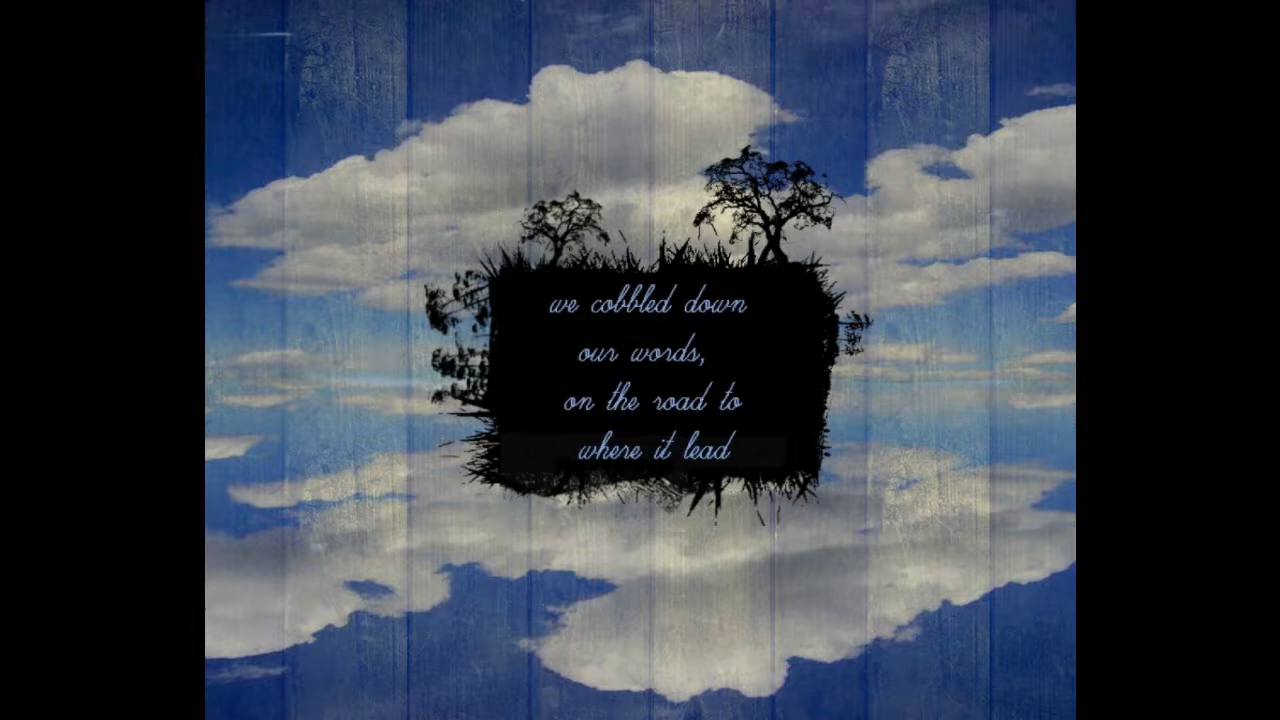 we cobbled down
our words,
on the road to
where it lead